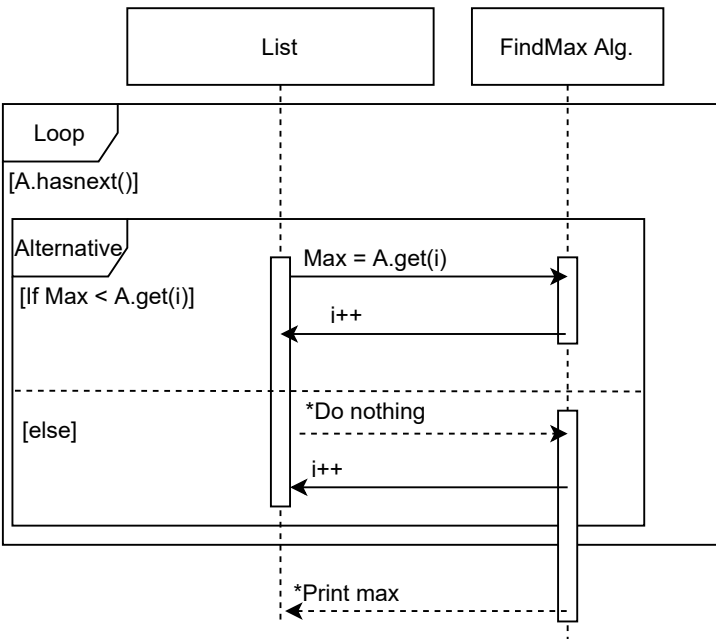 List
FindMax Alg.
Loop
[A.hasnext()]
Alternative
Max = A.get(i)
[If Max < A.get(i)]
i++
*Do nothing
[else]
i++
*Print max